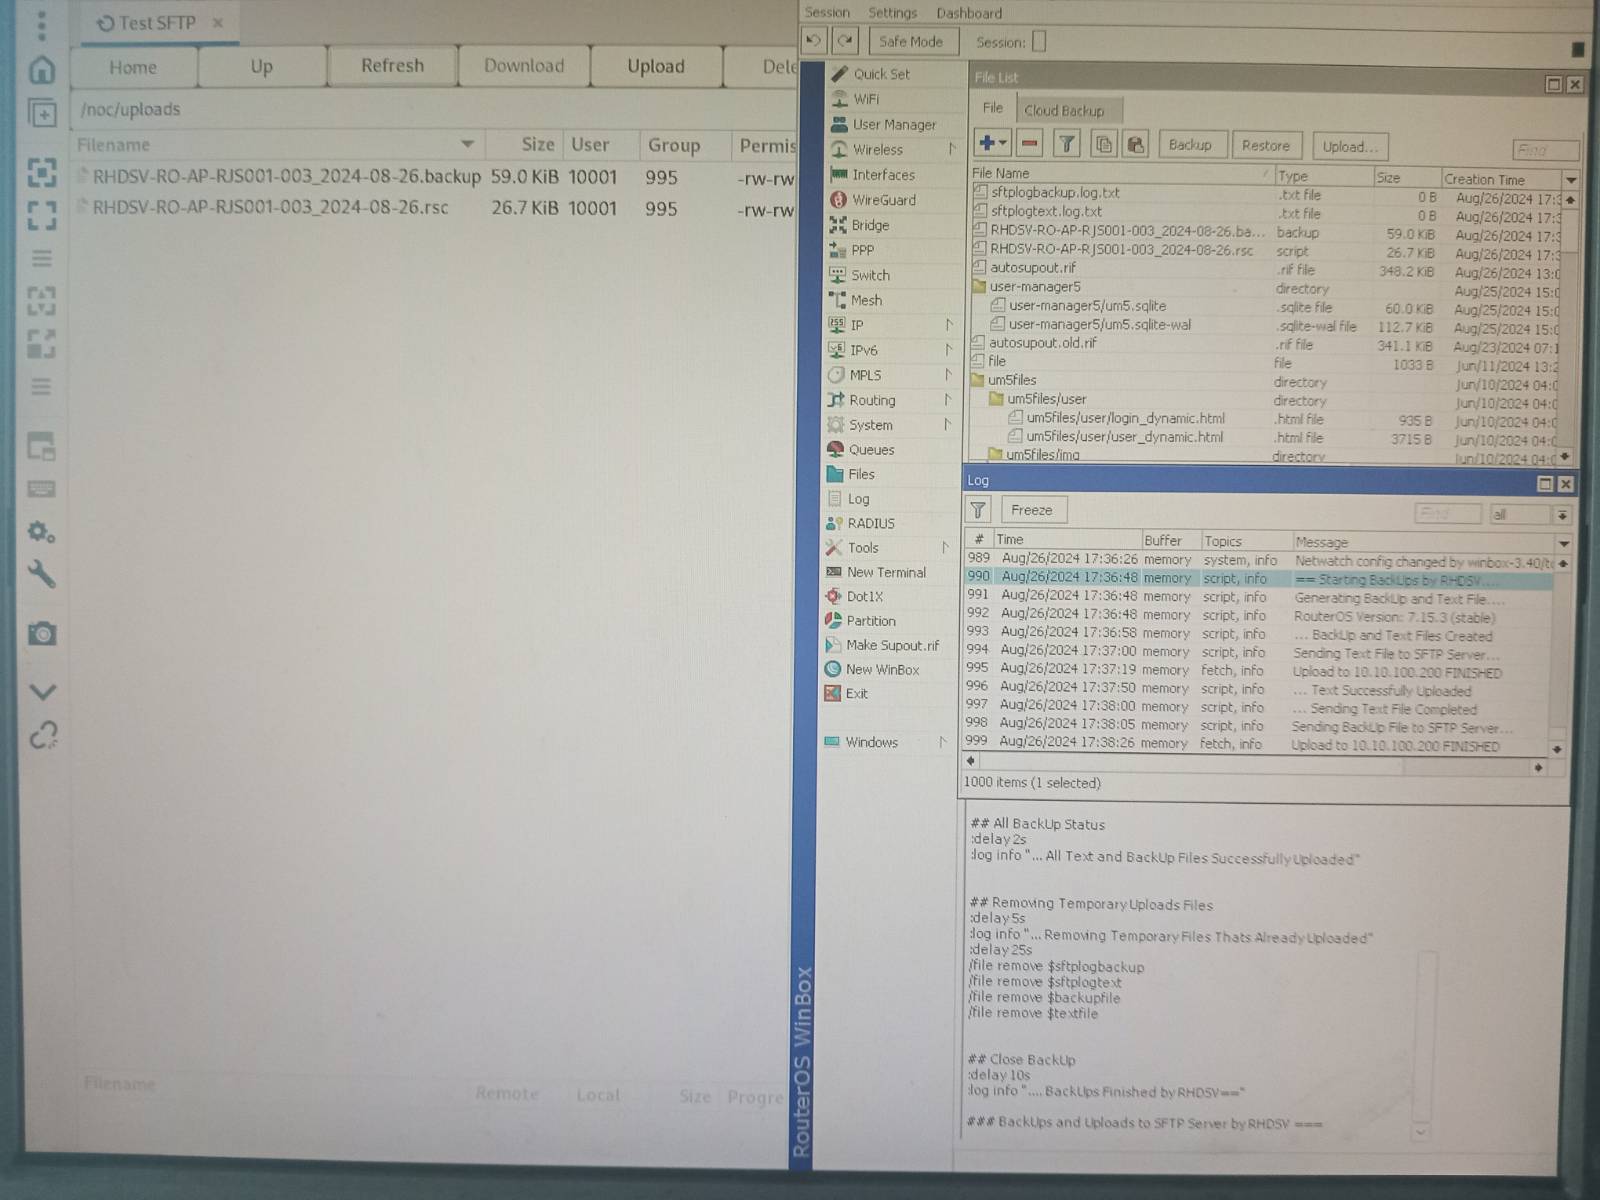 Test SFTP ×
Home Up Refresh Download Upload
/noc/uploads
Filename Size User Group
RHDSV-RO-AP-RJS001-003_2024-08-26.backup 59.0 KiB 10001 995 -rw-rw
RHDSV-RO-AP-RJS001-003_2024-08-26.rsc 26.7 KiB 10001 995 -rw-rw
Filename Remote Local Size Progre
RouterOS WinBox
Session Settings Dashboard
Safe Mode Session:
Quick Set
WiFi
User Manager
Wireless
Interfaces
WireGuard
Bridge
PPP
Switch
Mesh
IP
IPv6
MPLS
Routing
System
Queues
Files
Log
RADIUS
Tools
New Terminal
Dot1X
Partition
Make Supout.rif
New WinBox
Exit
Windows
File List
File Cloud Backup
Backup Restore Upload... Find
File Name Type Size Creation Time
sftplogbackup.log.txt .txt file 0 B Aug/26/2024 17:3
sftplogtext.log.txt .txt file 0 B Aug/26/2024 17:3
RHDSV-RO-AP-RJS001-003_2024-08-26.ba... backup 59.0 KiB Aug/26/2024 17:3
RHDSV-RO-AP-RJS001-003_2024-08-26.rsc script 26.7 KiB Aug/26/2024 17:3
autosupout.rif .rif file 348.2 KiB Aug/26/2024 13:0
user-manager5 directory Aug/25/2024 15:0
user-manager5/um5.sqlite .sqlite file 60.0 KiB Aug/25/2024 15:0
user-manager5/um5.sqlite-wal .sqlite-wal file 112.7 KiB Aug/25/2024 15:0
autosupout.old.rif .rif file 341.1 KiB Aug/23/2024 07:1
file file 1033 B Jun/11/2024 13:2
um5files directory Jun/10/2024 04:0
um5files/user directory Jun/10/2024 04:0
um5files/user/login_dynamic.html .html file 935 B Jun/10/2024 04:0
um5files/user/user_dynamic.html .html file 3715 B Jun/10/2024 04:0
um5files/img directory Jun/10/2024 04:0
Log
Freeze Find all
# Time Buffer Topics Message
989 Aug/26/2024 17:36:26 memory system, info Netwatch config changed by winbox-3.40/tc
990 Aug/26/2024 17:36:48 memory script, info == Starting BackUps by RHDSV....
991 Aug/26/2024 17:36:48 memory script, info Generating BackUp and Text File....
992 Aug/26/2024 17:36:48 memory script, info RouterOS Version: 7.15.3 (stable)
993 Aug/26/2024 17:36:58 memory script, info ... BackUp and Text Files Created
994 Aug/26/2024 17:37:00 memory script, info Sending Text File to SFTP Server...
995 Aug/26/2024 17:37:19 memory fetch, info Upload to 10.10.100.200 FINISHED
996 Aug/26/2024 17:37:50 memory script, info ... Text Successfully Uploaded
997 Aug/26/2024 17:38:00 memory script, info ... Sending Text File Completed
998 Aug/26/2024 17:38:05 memory script, info Sending BackUp File to SFTP Server...
999 Aug/26/2024 17:38:26 memory fetch, info Upload to 10.10.100.200 FINISHED
1000 items (1 selected)
## All BackUp Status
:delay 2s
:log info "... All Text and BackUp Files Successfully Uploaded"
## Removing Temporary Uploads Files
:delay 5s
:log info "... Removing Temporary Files Thats Already Uploaded"
:delay 25s
/file remove $sftplogbackup
/file remove $sftplogtext
/file remove $backupfile
/file remove $textfile
## Close BackUp
:delay 10s
:log info ".... BackUps Finished by RHDSV=="
### BackUps and Uploads to SFTP Server by RHDSV ===